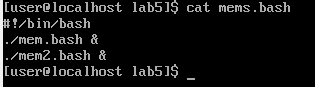 [user@localhost lab5]$ cat mems.bash
#!/bin/bash
./mem.bash &
./mem2.bash &
[user@localhost lab5]$ _